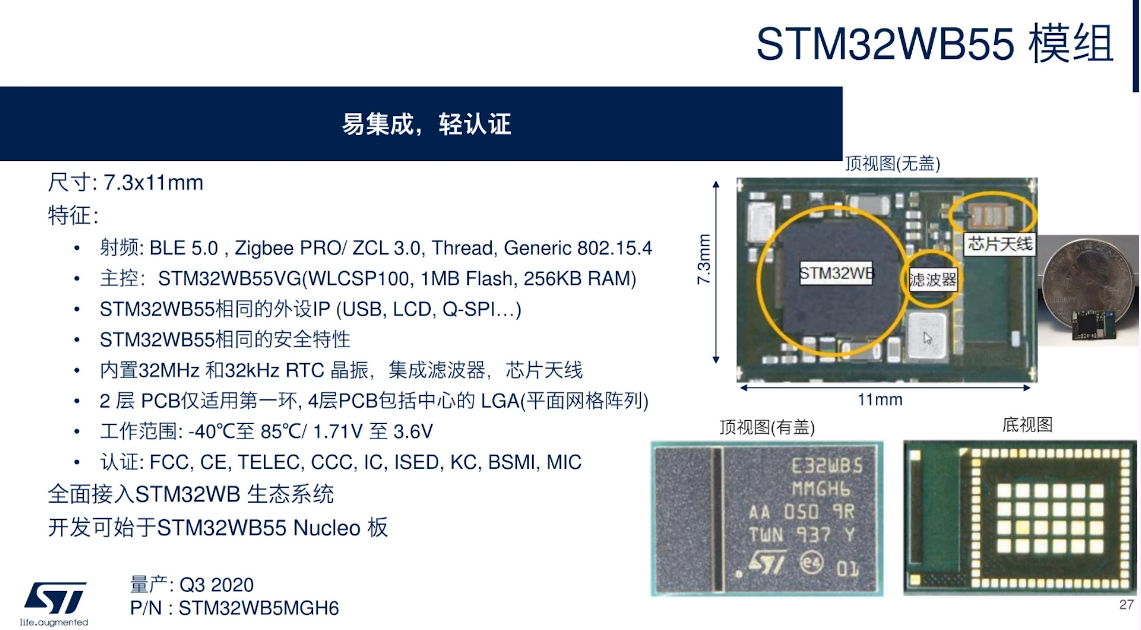 STM32WB55 模组
易集成，轻认证
尺寸: 7.3x11mm
特征：
• 射频: BLE 5.0 , Zigbee PRO/ ZCL 3.0, Thread, Generic 802.15.4
• 主控：STM32WB55VG(WLCSP100, 1MB Flash, 256KB RAM)
• STM32WB55相同的外设IP (USB, LCD, Q-SPI…)
• STM32WB55相同的安全特性
• 内置32MHz 和32kHz RTC 晶振，集成滤波器，芯片天线
• 2 层 PCB仅适用第一环, 4层PCB包括中心的 LGA(平面网格阵列)
• 工作范围: -40℃至 85℃/ 1.71V 至 3.6V
• 认证: FCC, CE, TELEC, CCC, IC, ISED, KC, BSMI, MIC
全面接入STM32WB 生态系统
开发可始于STM32WB55 Nucleo 板
量产: Q3 2020
P/N : STM32WB5MGH6
ST
life.augmented
顶视图(无盖)
7.3mm
STM32WB
滤波器
芯片天线
11mm
顶视图(有盖)
E32WB5
MMGH6
AA 050 9R
TWN 937 Y
ST e4 01
底视图
27